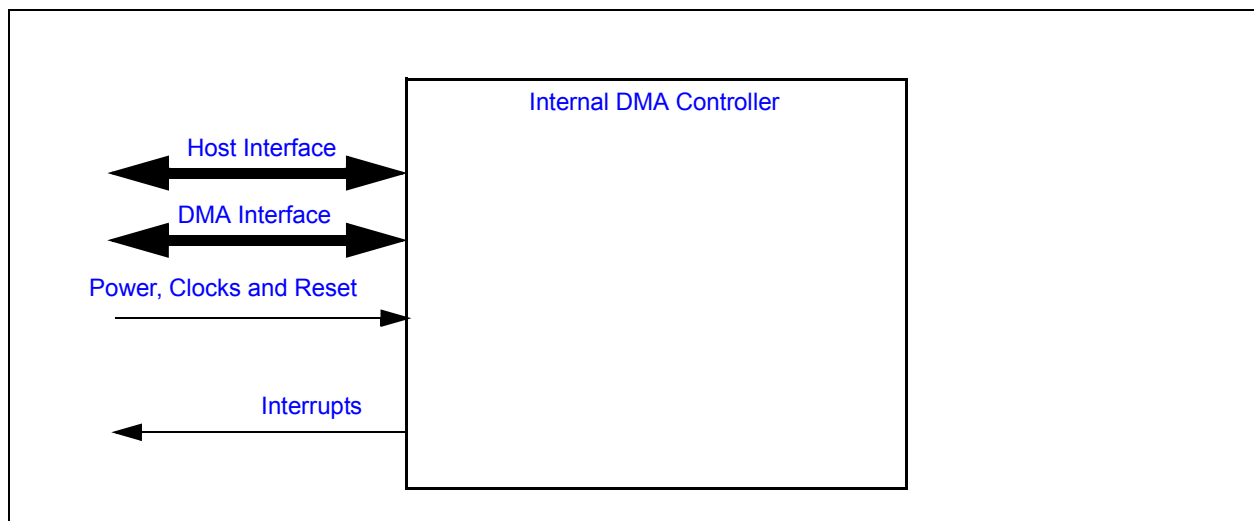 Internal DMA Controller
Host Interface
DMA Interface
Power, Clocks and Reset
Interrupts